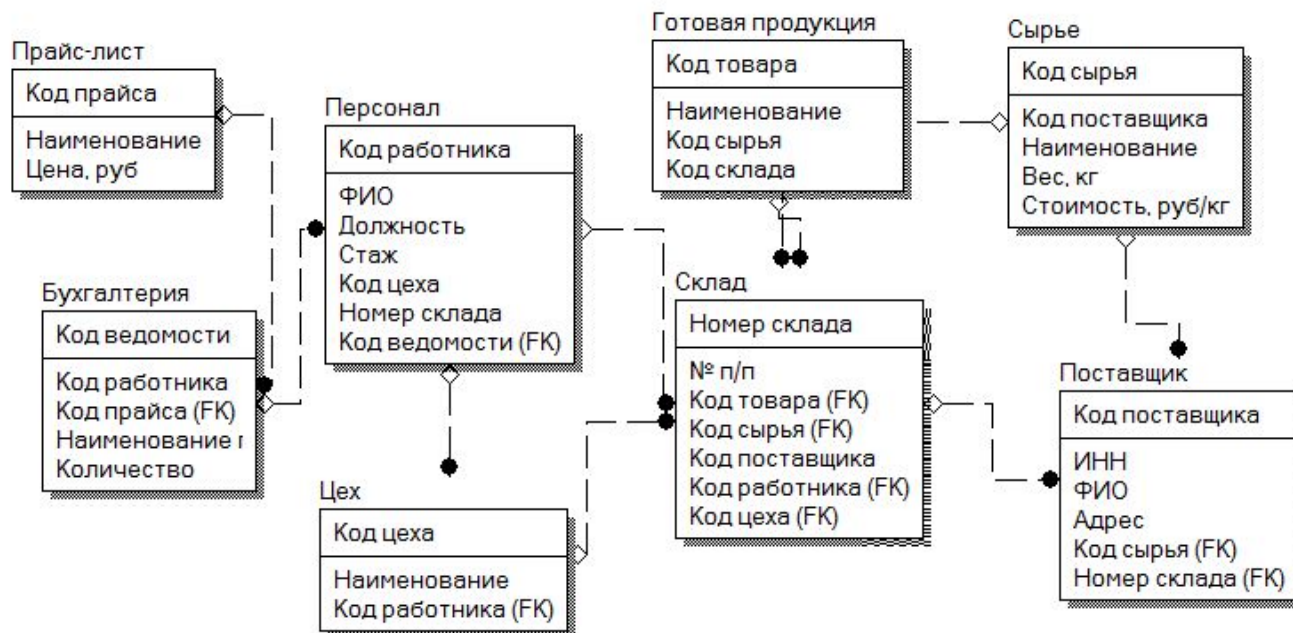 Прайс-лист
Код прайса
Наименование
Цена, руб
Бухгалтерия
Код ведомости
Код работника
Код прайса (FK)
Наименование
Количество
Персонал
Код работника
ФИО
Должность
Стаж
Код цеха
Номер склада
Код ведомости (FK)
Цех
Код цеха
Наименование
Код работника (FK)
Готовая продукция
Код товара
Наименование
Код сырья
Код склада
Склад
Номер склада
№ п/п
Код товара (FK)
Код сырья (FK)
Код поставщика
Код работника (FK)
Код цеха (FK)
Сырье
Код сырья
Код поставщика
Наименование
Вес, кг
Стоимость, руб/кг
Поставщик
Код поставщика
ИНН
ФИО
Адрес
Код сырья (FK)
Номер склада (FK)